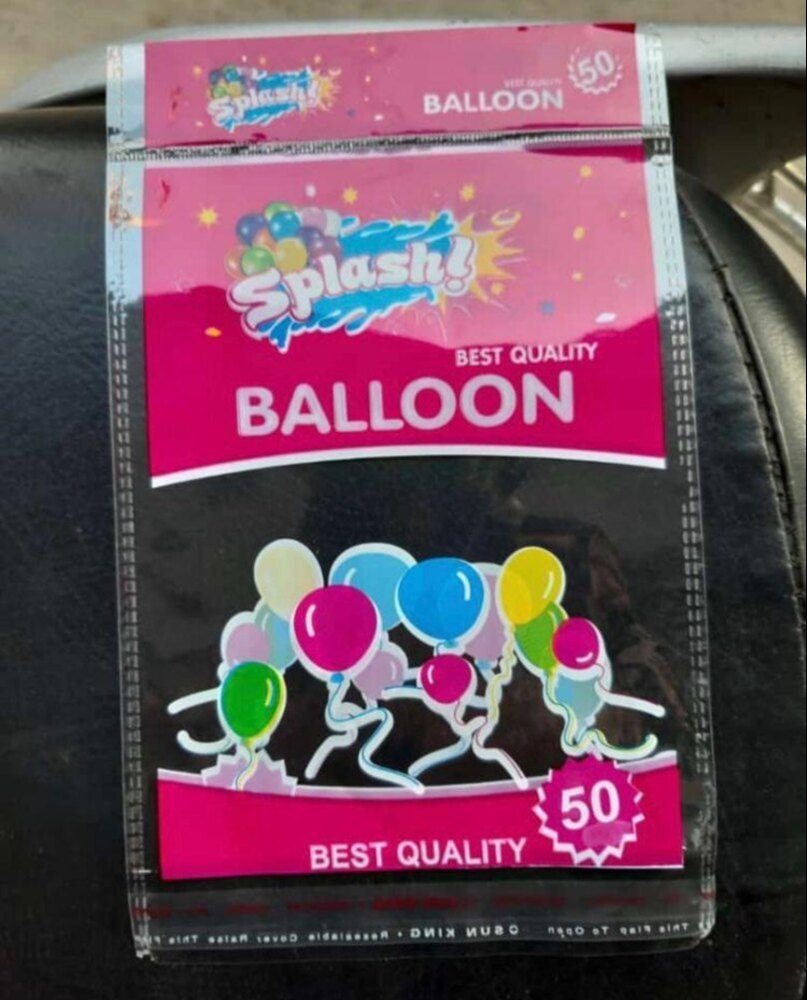 Splash!
BEST QUALITY
BALLOON
50
Splash!
BEST QUALITY
BALLOON
50
BEST QUALITY
This Flap To Open ©SUN KING • Resealable Cover Raise This F